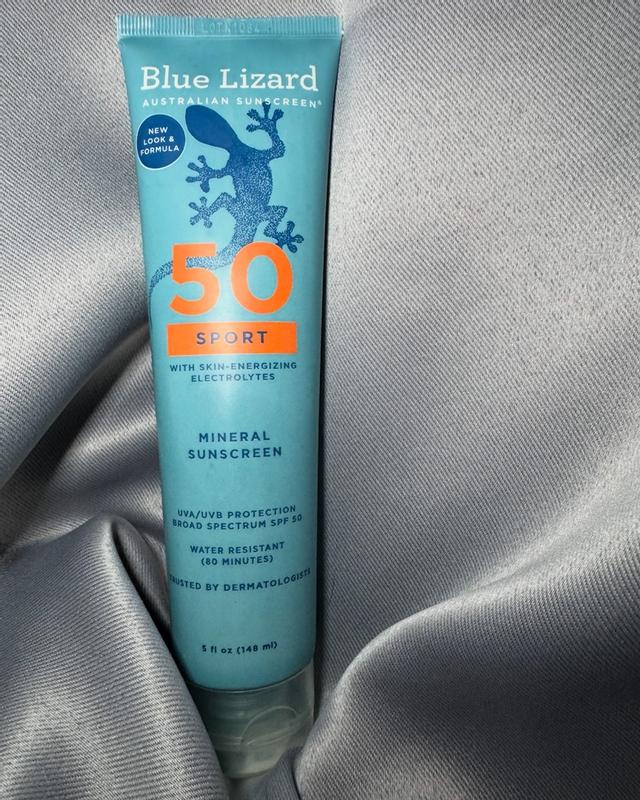 Blue Lizard
AUSTRALIAN SUNSCREEN®
NEW
LOOK &
FORMULA
50
SPORT
WITH SKIN-ENERGIZING
ELECTROLYTES
MINERAL
SUNSCREEN
UVA/UVB PROTECTION
BROAD SPECTRUM SPF 50
WATER RESISTANT
(80 MINUTES)
TRUSTED BY DERMATOLOGISTS
5 fl oz (148 ml)